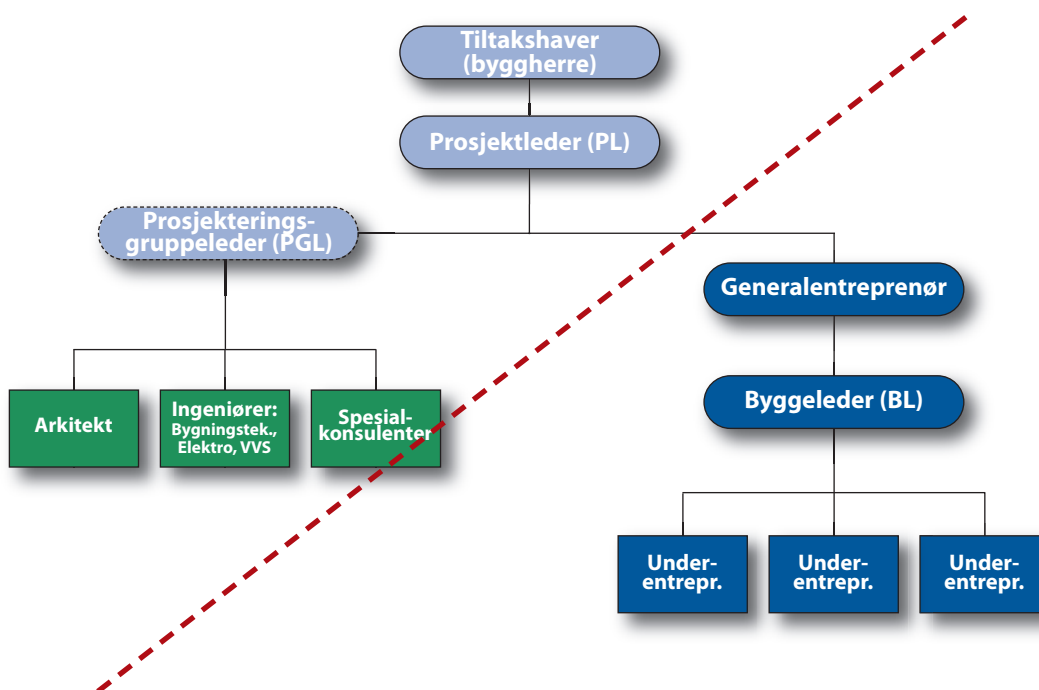 Tiltakshaver
(byggherre)
Prosjektleder (PL)
Prosjekterings-
gruppeleder (PGL)
Generalentreprenør
Byggeleder (BL)
Arkitekt
Ingeniører:
Bygningstek.,
Elektro, VVS
Spesial-
konsulenter
Under-
entrepr.
Under-
entrepr.
Under-
entrepr.